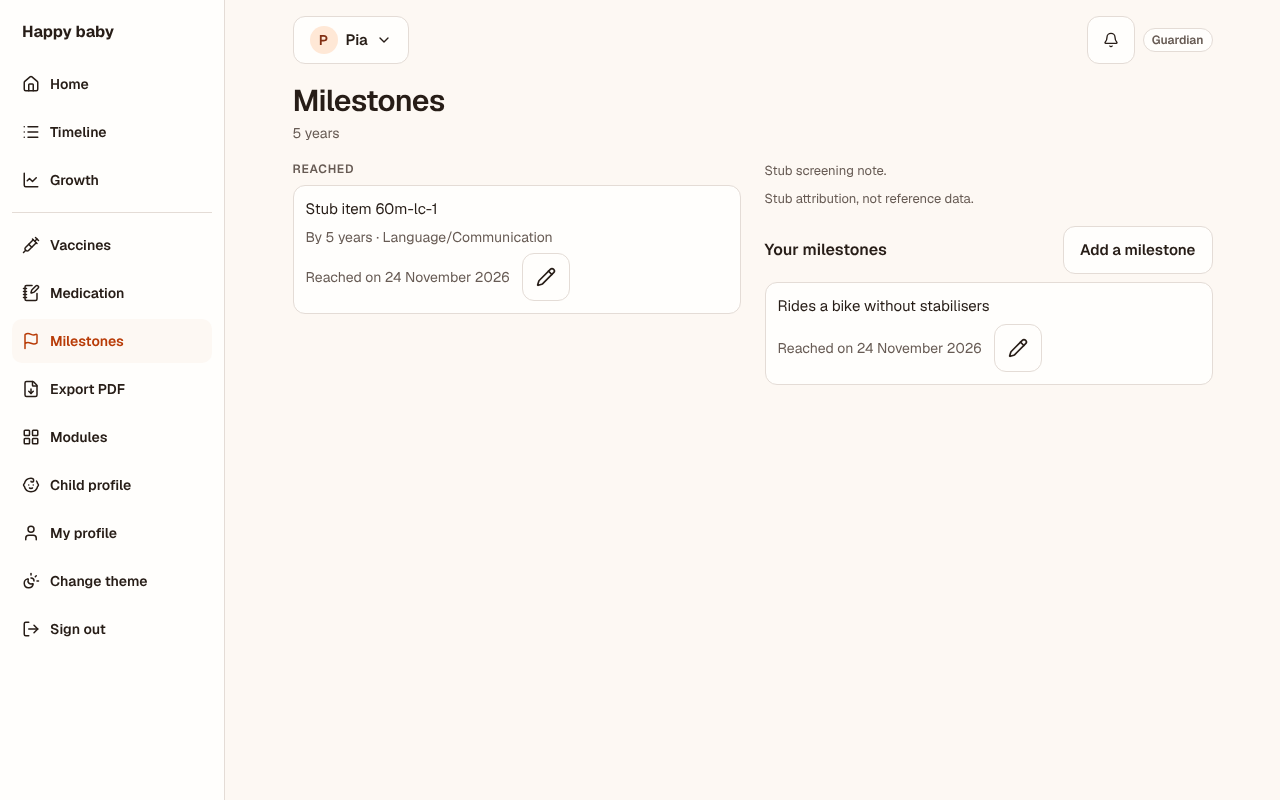 Happy baby
Home
Timeline
Growth
Vaccines
Medication
Milestones
Export PDF
Modules
Child profile
My profile
Change theme
Sign out
P Pia
Guardian
Milestones
5 years
REACHED
Stub item 60m-lc-1
By 5 years · Language/Communication
Reached on 24 November 2026
Stub screening note.
Stub attribution, not reference data.
Your milestones
Add a milestone
Rides a bike without stabilisers
Reached on 24 November 2026